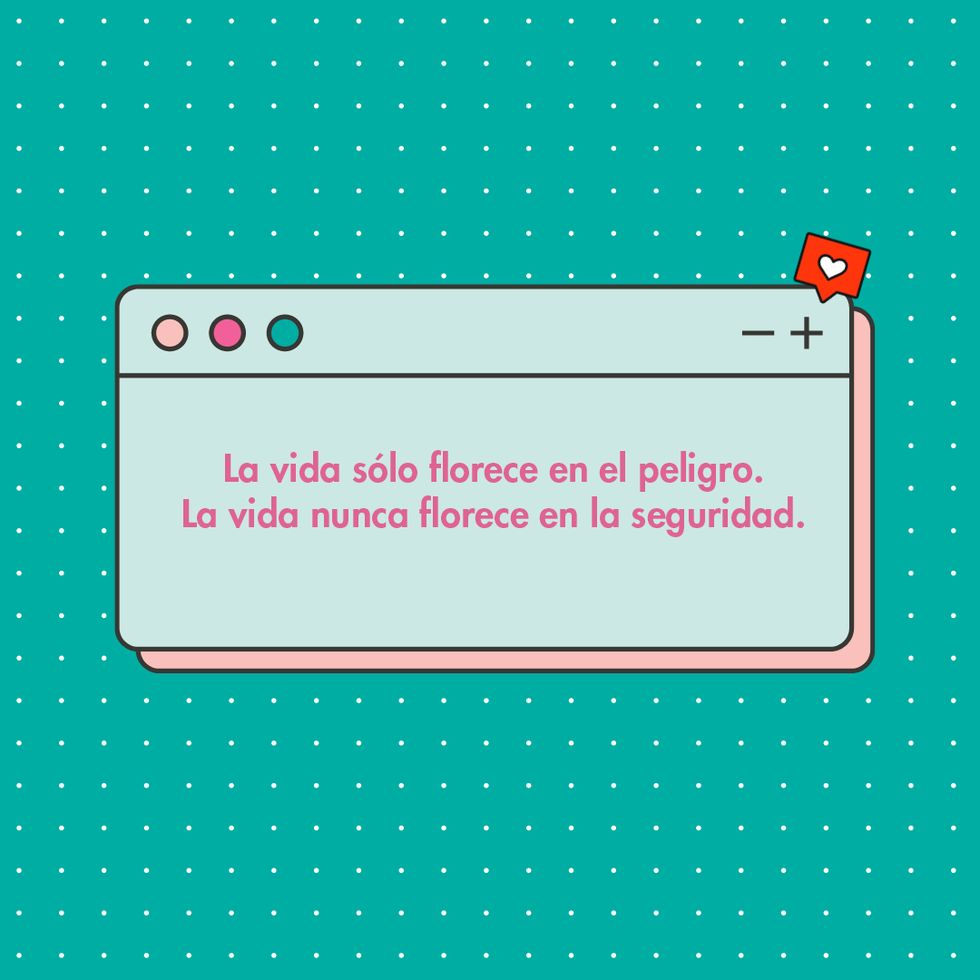 La vida sólo florece en el peligro.
La vida nunca florece en la seguridad.